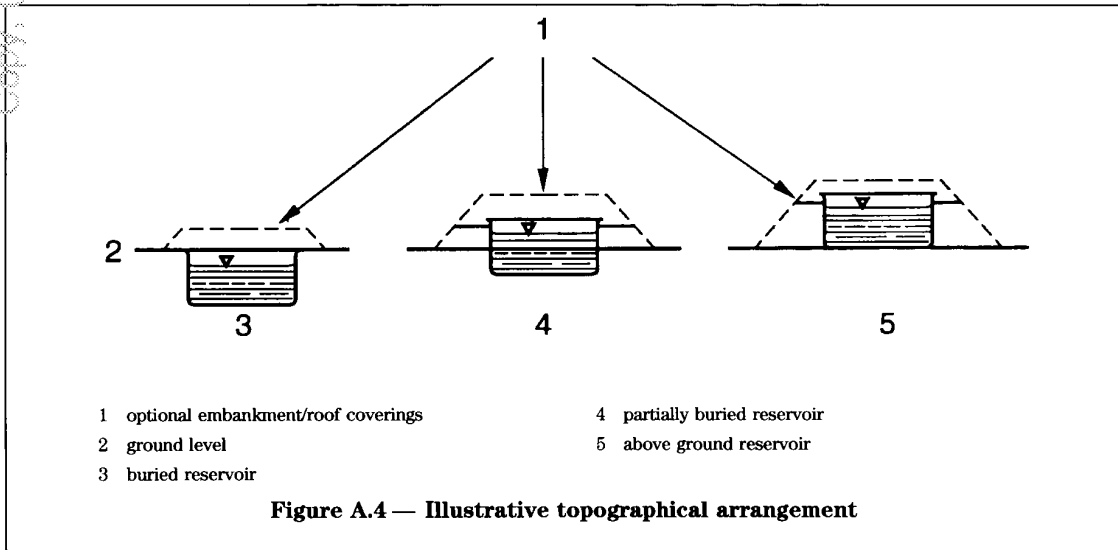 1
2
3
4
5
1 optional embankment/roof coverings
2 ground level
3 buried reservoir
4 partially buried reservoir
5 above ground reservoir
Figure A.4 — Illustrative topographical arrangement